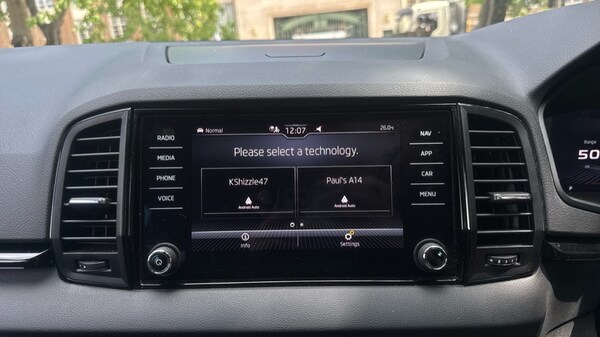 Normal 12:07 26.0
Please select a technology.
KShizzle47 Paul's A14
Android Auto Android Auto
Info Settings
RADIO
MEDIA
PHONE
VOICE
NAV
APP
CAR
MENU
Range
50